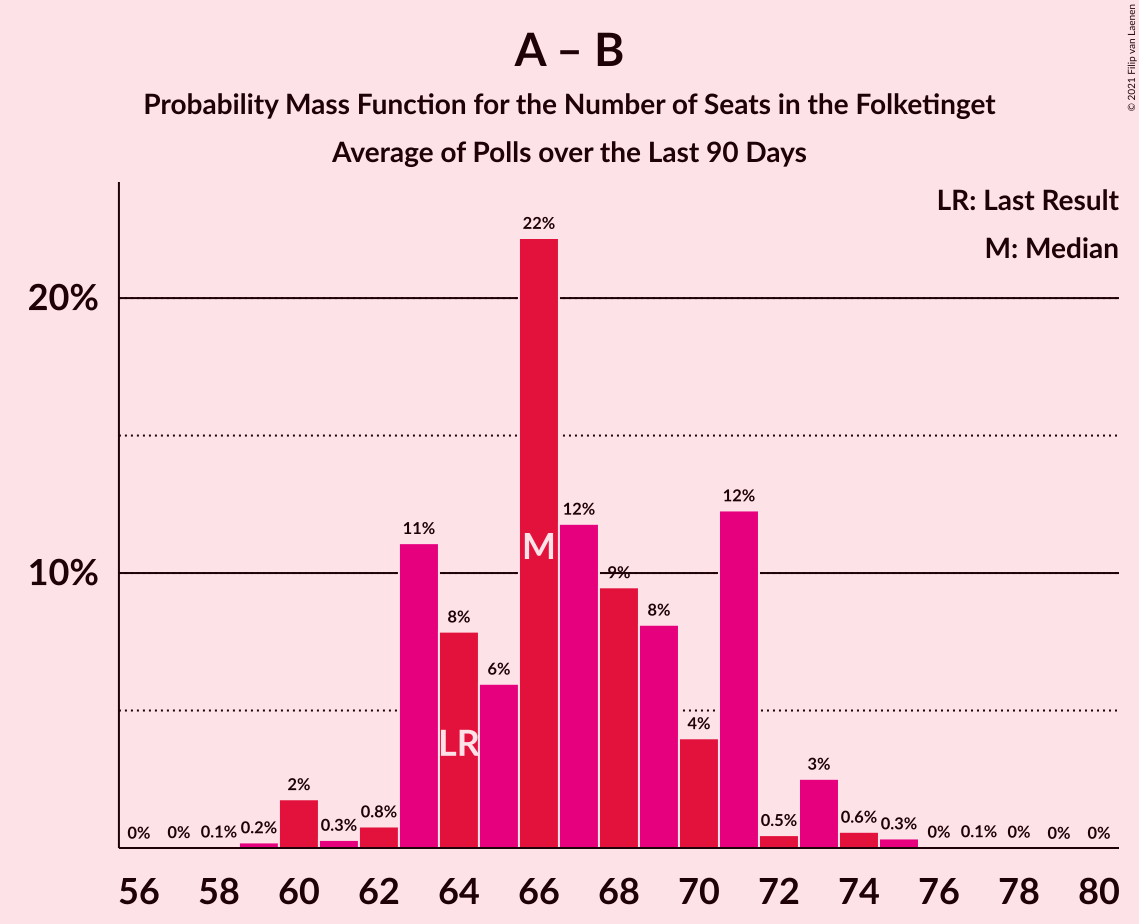 A – B
Probability Mass Function for the Number of Seats in the Folketinget
Average of Polls over the Last 90 Days
© 2021 Filip van Laenen
LR: Last Result
M: Median
20%
10%
0% 0% 0.1% 0.2% 2% 0.3% 0.8% 11% 8% 6% 22% 12% 9% 8% 4% 12% 0.5% 3% 0.6% 0.3% 0% 0.1% 0% 0% 0%
M
LR
56 58 60 62 64 66 68 70 72 74 76 78 80